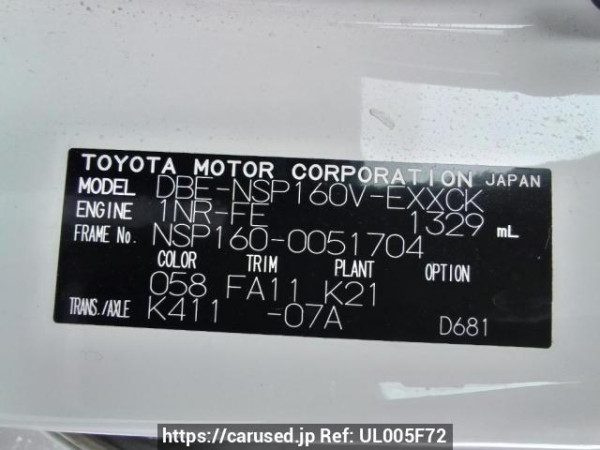 TOYOTA MOTOR CORPORATION JAPAN
MODEL DBE-NSP160V-EXXCK
ENGINE 1NR-FE 1329 mL
FRAME No. NSP160-0051704
COLOR TRIM PLANT OPTION
058 FA11 K21
TRANS./AXLE K411 -07A D681
https://carused.jp Ref: UL005F72